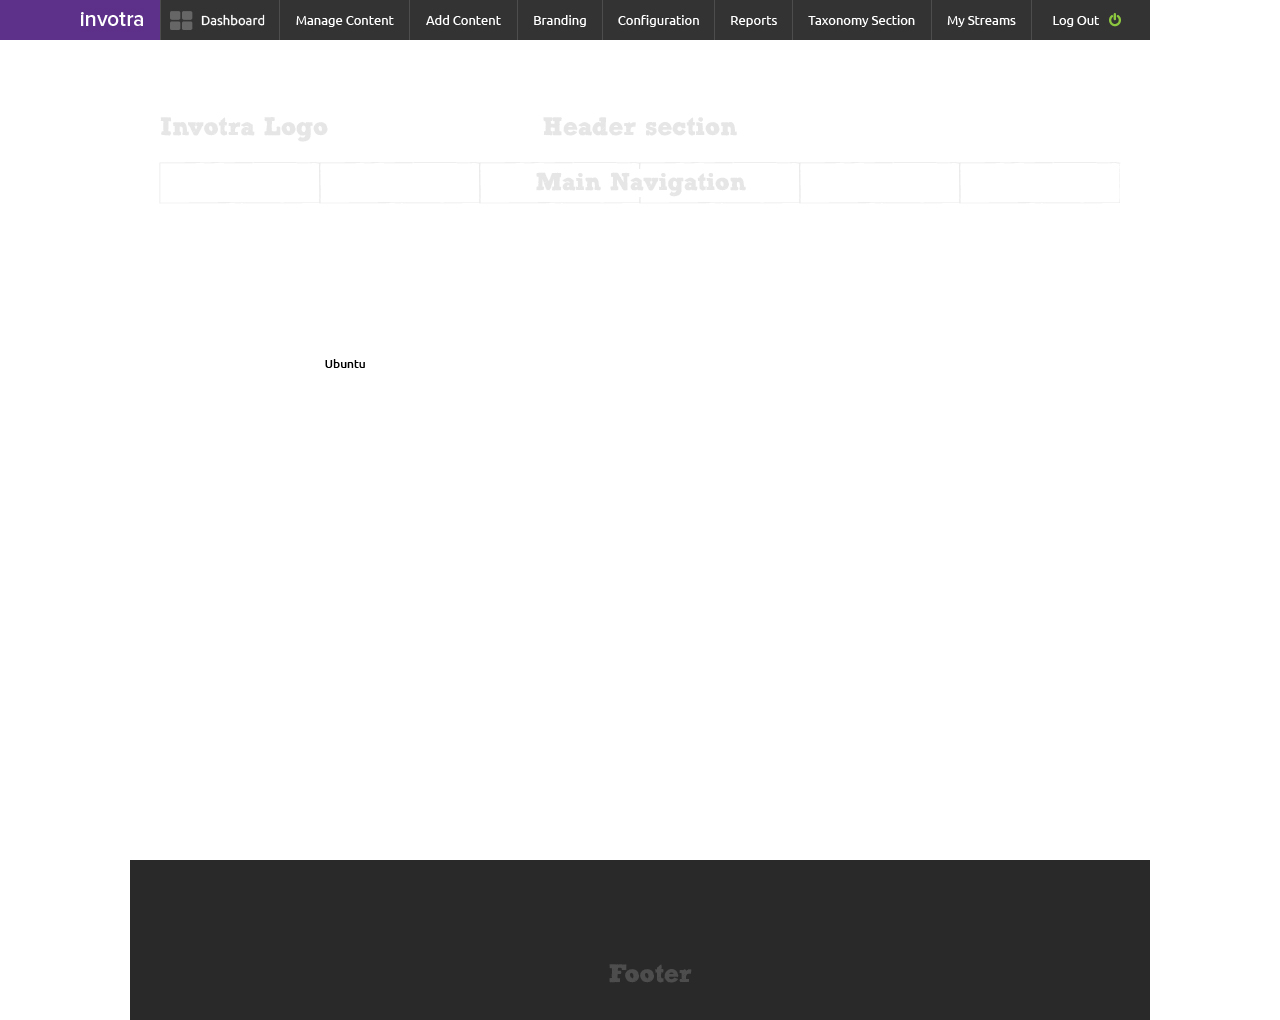 invotra Dashboard Manage Content Add Content Branding Configuration Reports Taxonomy Section My Streams Log Out
Invotra Logo Header section
Main Navigation
Ubuntu
Footer